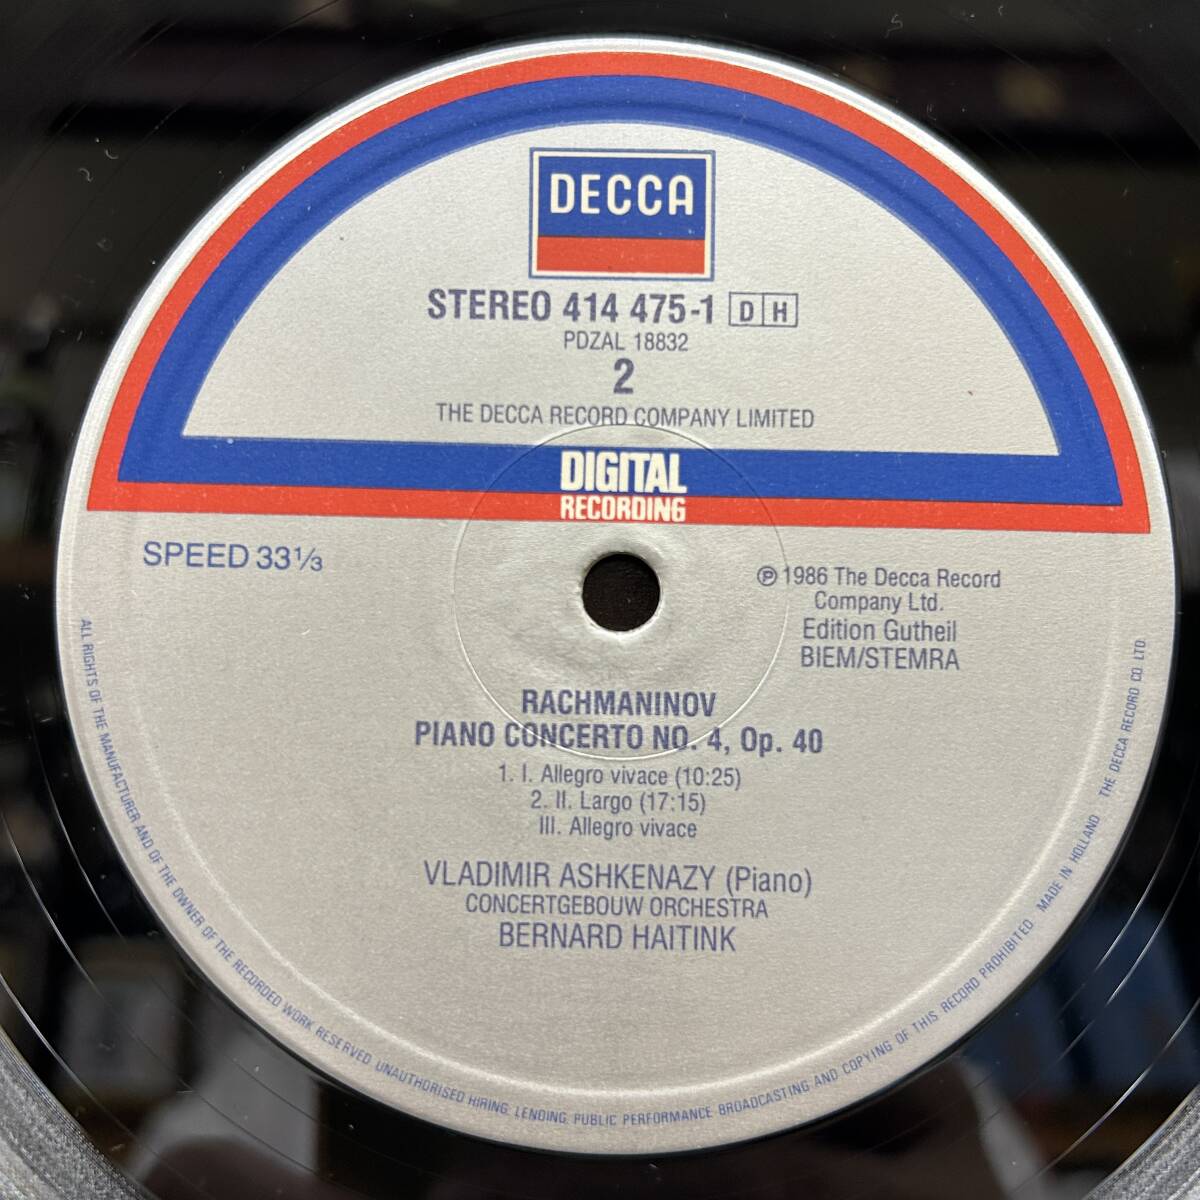 DECCA
STEREO 414 475-1 DH
PDZAL 18832
2
THE DECCA RECORD COMPANY LIMITED
DIGITAL
RECORDING
SPEED 33 1/3
℗ 1986 The Decca Record
Company Ltd.
Edition Gutheil
BIEM/STEMRA
RACHMANINOV
PIANO CONCERTO NO. 4, Op. 40
1. I. Allegro vivace (10:25)
2. II. Largo (17:15)
III. Allegro vivace
VLADIMIR ASHKENAZY (Piano)
CONCERTGEBOUW ORCHESTRA
BERNARD HAITINK
ALL RIGHTS OF THE MANUFACTURER AND OF THE OWNER OF THE RECORDED WORK RESERVED. UNAUTHORISED HIRING, LENDING, PUBLIC PERFORMANCE, BROADCASTING AND COPYING OF THIS RECORD PROHIBITED MADE IN HOLLAND THE DECCA RECORD CO LTD.